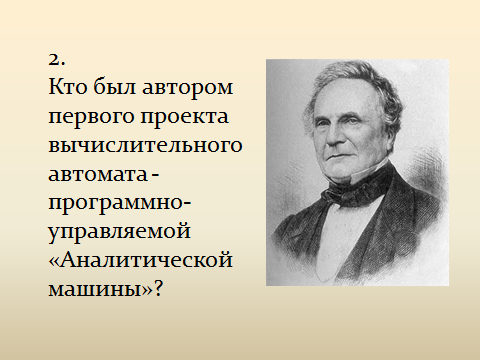 2.
Кто был автором
первого проекта
вычислительного
автомата -
программно-
управляемой
«Аналитической
машины»?